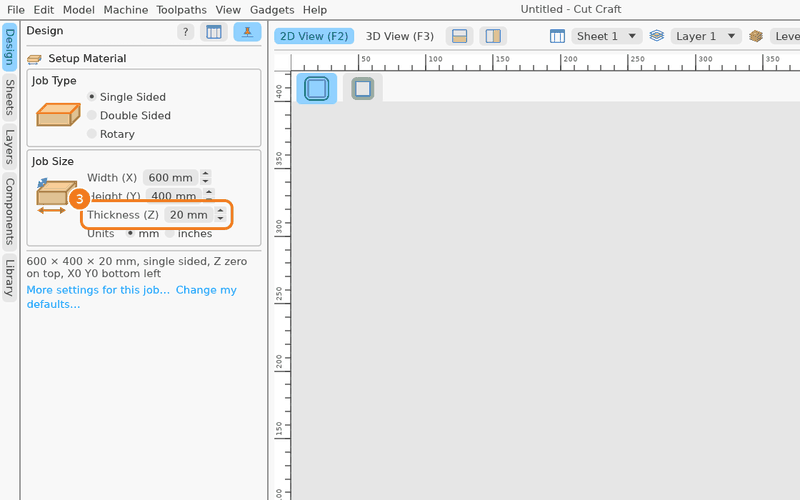 File Edit Model Machine Toolpaths View Gadgets Help
Untitled - Cut Craft
Design
?
2D View (F2)
3D View (F3)
Sheet 1
Layer 1
Leve
Design
Sheets
Layers
Components
Library
Setup Material
Job Type
Single Sided
Double Sided
Rotary
Job Size
Width (X) 600 mm
Height (Y) 400 mm
3
Thickness (Z) 20 mm
Units mm inches
600 × 400 × 20 mm, single sided, Z zero
on top, X0 Y0 bottom left
More settings for this job... Change my
defaults...
50 100 150 200 250 300 350
400
350
300
250
200
150